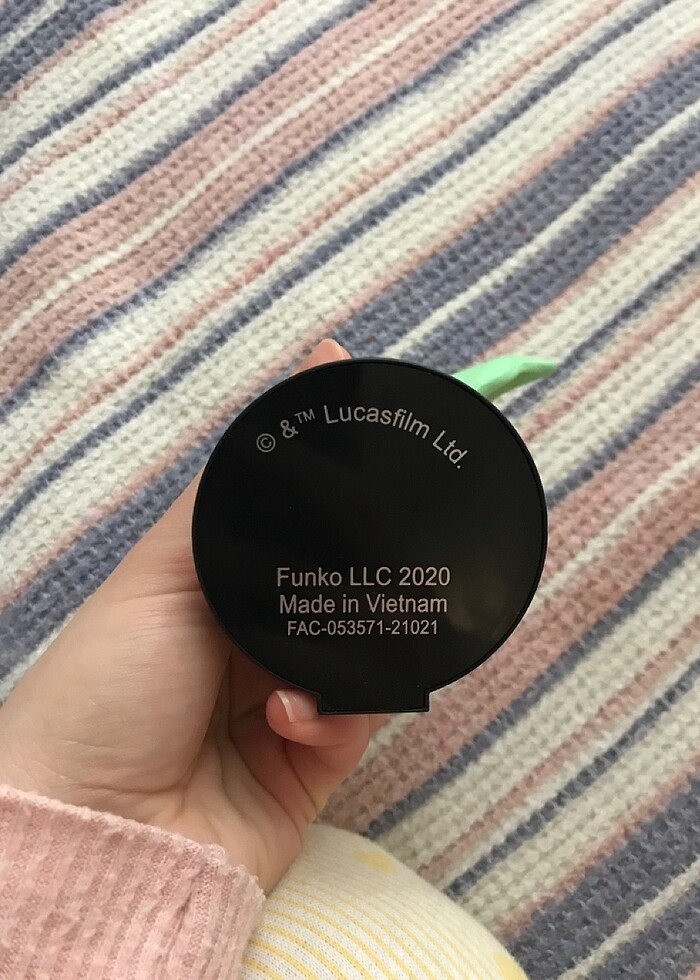 © &™ Lucasfilm Ltd.
Funko LLC 2020
Made in Vietnam
FAC-053571-21021